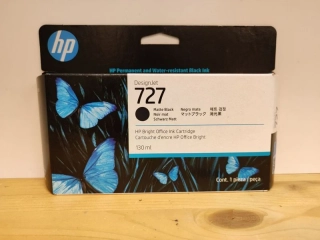 hp
HP Permanent and Water-resistant Black Ink
DesignJet
727
Matte Black
Noir mat
Schwarz Matt
Negro mate
マットブラック
HP Bright Office Ink Cartridge
Cartouche d'encre HP Office Bright
130 ml
Cont. 1 pieza / peça